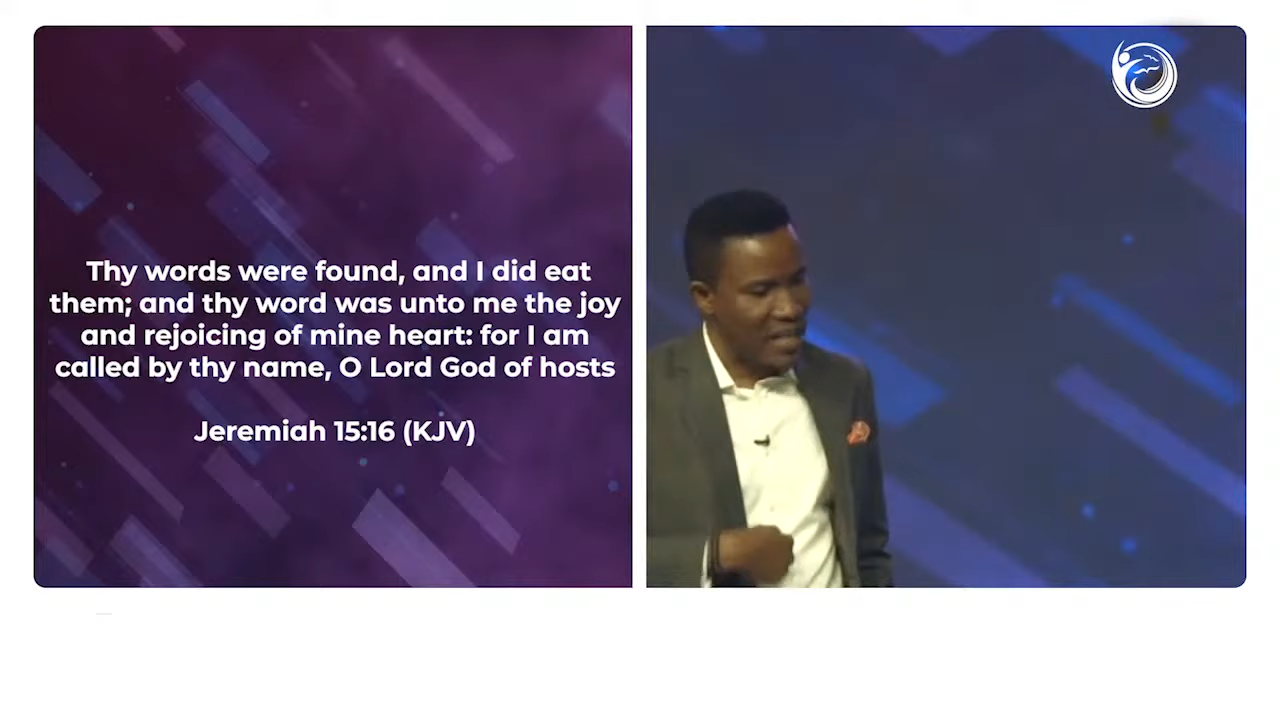 Thy words were found, and I did eat
them; and thy word was unto me the joy
and rejoicing of mine heart: for I am
called by thy name, O Lord God of hosts
Jeremiah 15:16 (KJV)